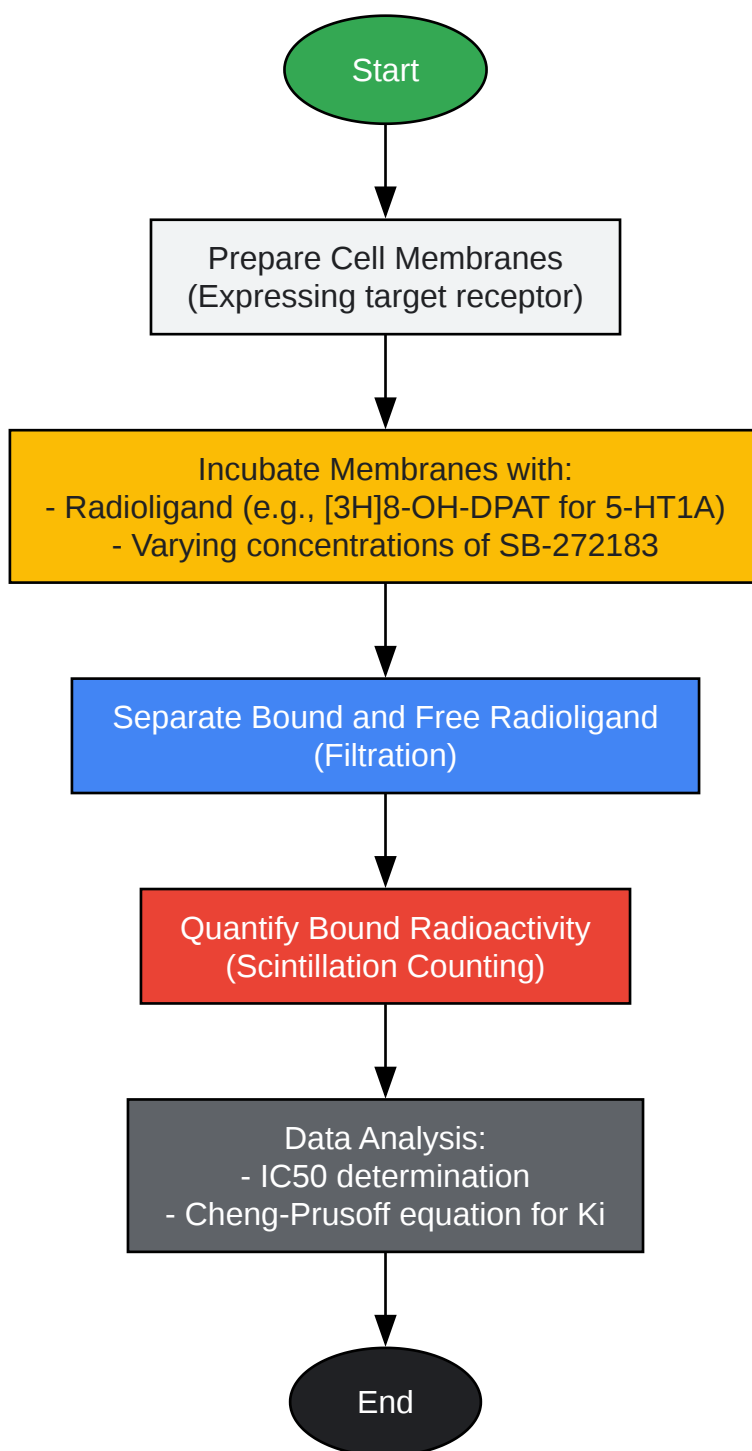 Start
Prepare Cell Membranes
(Expressing target receptor)
Incubate Membranes with:
- Radioligand (e.g., [3H]8-OH-DPAT for 5-HT1A)
- Varying concentrations of SB-272183
Separate Bound and Free Radioligand
(Filtration)
Quantify Bound Radioactivity
(Scintillation Counting)
Data Analysis:
- IC50 determination
- Cheng-Prusoff equation for Ki
End